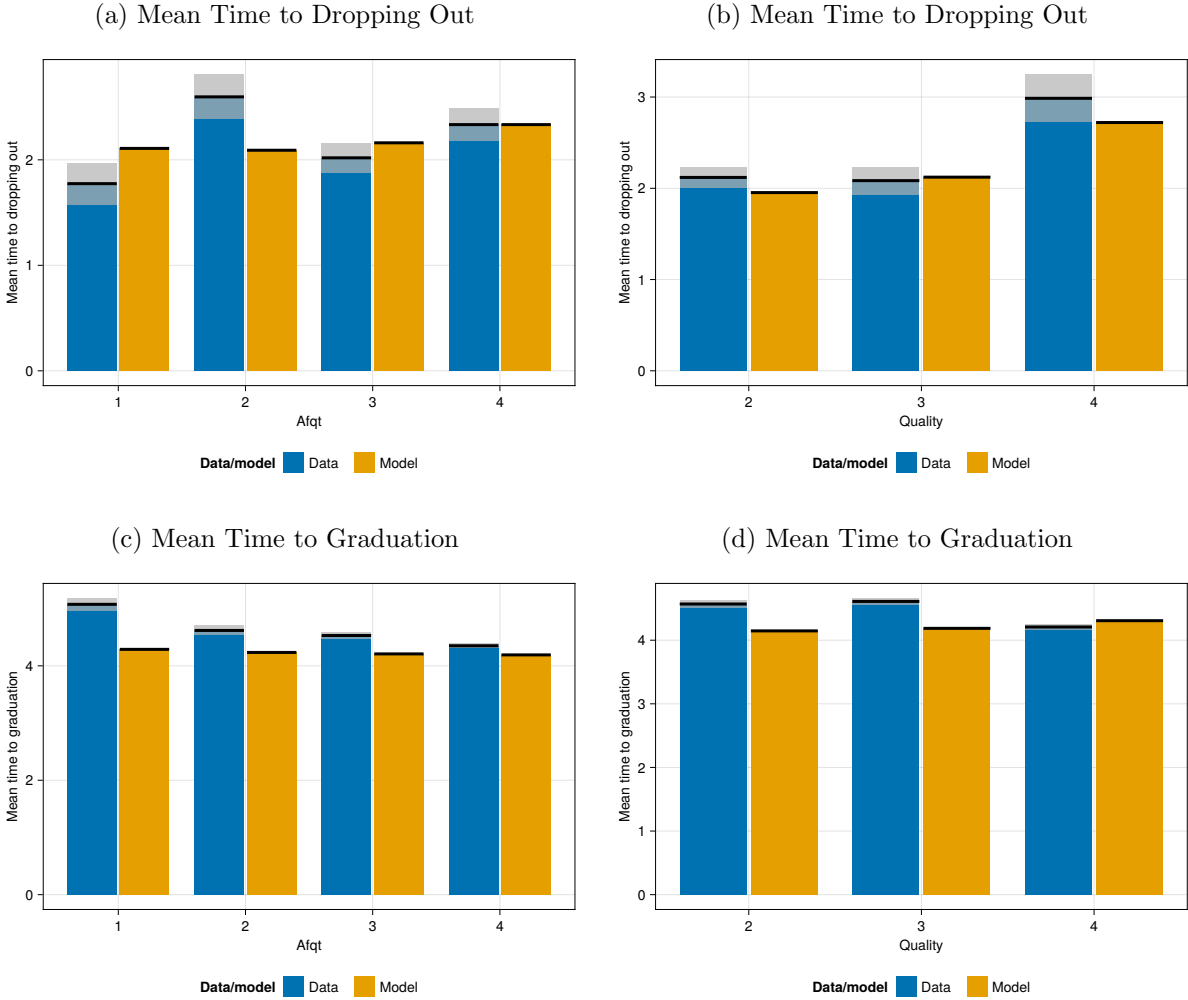 (a) Mean Time to Dropping Out
Mean time to dropping out
2
1
0
1 2 3 4
Afqt
Data/model Data Model
(b) Mean Time to Dropping Out
Mean time to dropping out
3
2
1
0
2 3 4
Quality
Data/model Data Model
(c) Mean Time to Graduation
Mean time to graduation
4
2
0
1 2 3 4
Afqt
Data/model Data Model
(d) Mean Time to Graduation
Mean time to graduation
4
3
2
1
0
2 3 4
Quality
Data/model Data Model